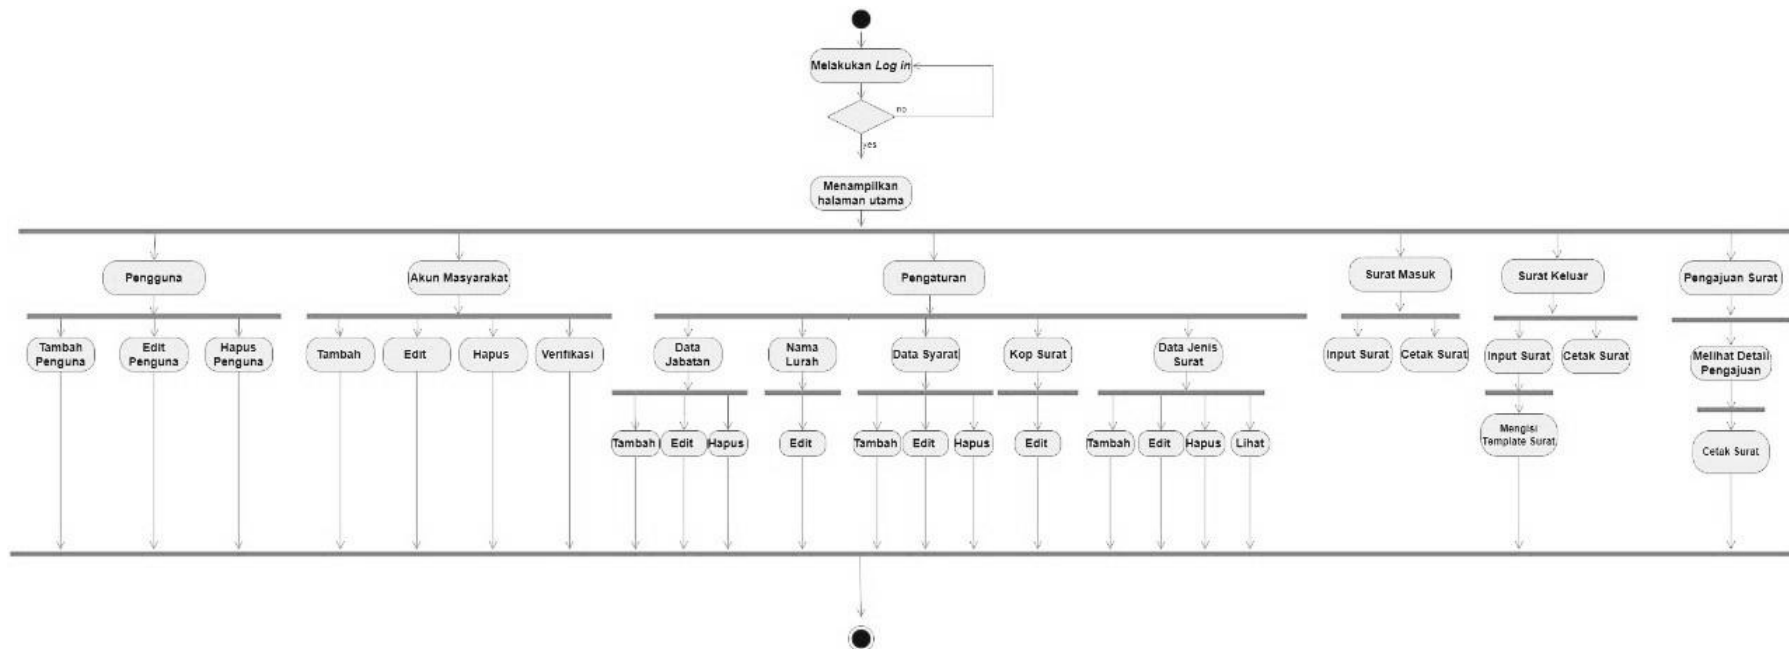 Melakukan Log in
no
yes
Menampilkan
halaman utama
Pengguna
Akun Masyarakat
Pengaturan
Surat Masuk
Surat Keluar
Pengajuan Surat
Tambah
Penguna
Edit
Penguna
Hapus
Penguna
Tambah
Edit
Hapus
Verifikasi
Data
Jabatan
Nama
Lurah
Data Syarat
Kop Surat
Data Jenis
Surat
Input Surat
Cetak Surat
Input Surat
Cetak Surat
Melihat Detail
Pengajuan
Tambah
Edit
Hapus
Edit
Tambah
Edit
Hapus
Edit
Tambah
Edit
Hapus
Lihat
Mengisi
Template Surat
Cetak Surat